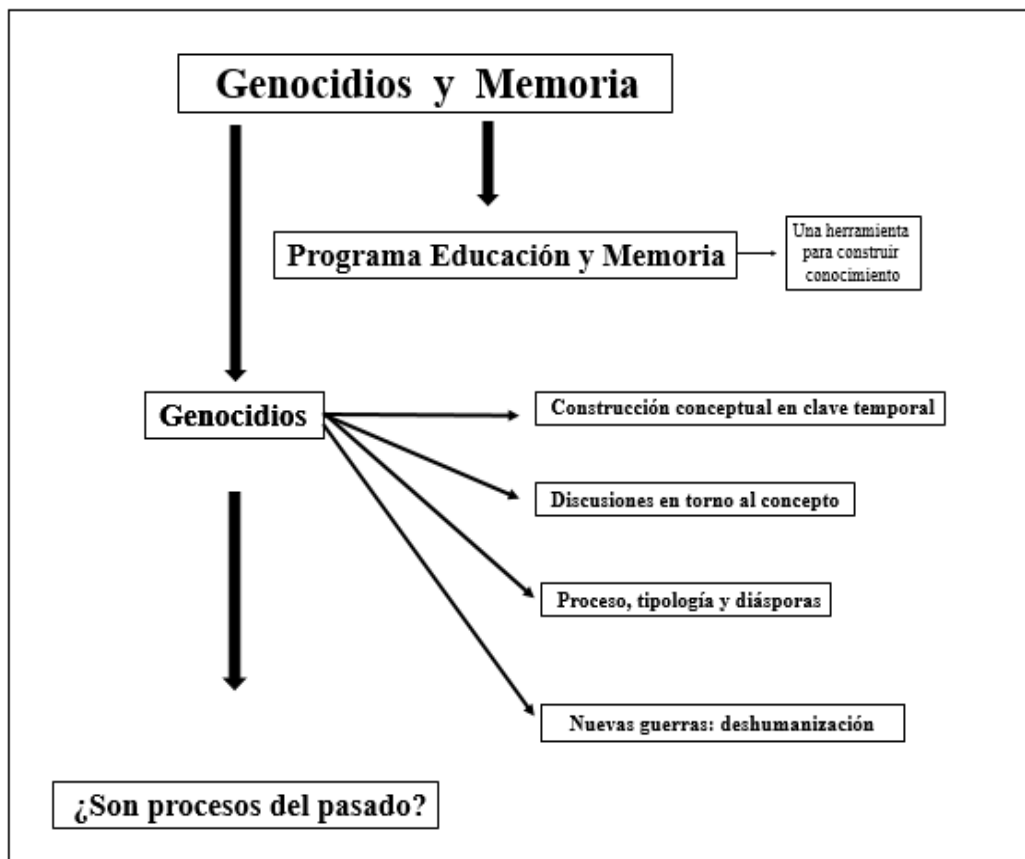 Genocidios y Memoria
Programa Educación y Memoria
Una herramienta
para construir
conocimiento
Genocidios
Construcción conceptual en clave temporal
Discusiones en torno al concepto
Proceso, tipología y diásporas
Nuevas guerras: deshumanización
¿Son procesos del pasado?